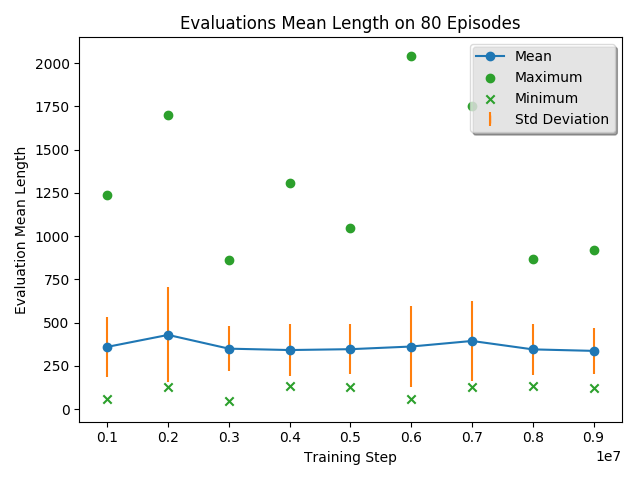 Evaluations Mean Length on 80 Episodes
Mean
Maximum
Minimum
Std Deviation
Evaluation Mean Length
2000
1750
1500
1250
1000
750
500
250
0
0.1 0.2 0.3 0.4 0.5 0.6 0.7 0.8 0.9
1e7
Training Step